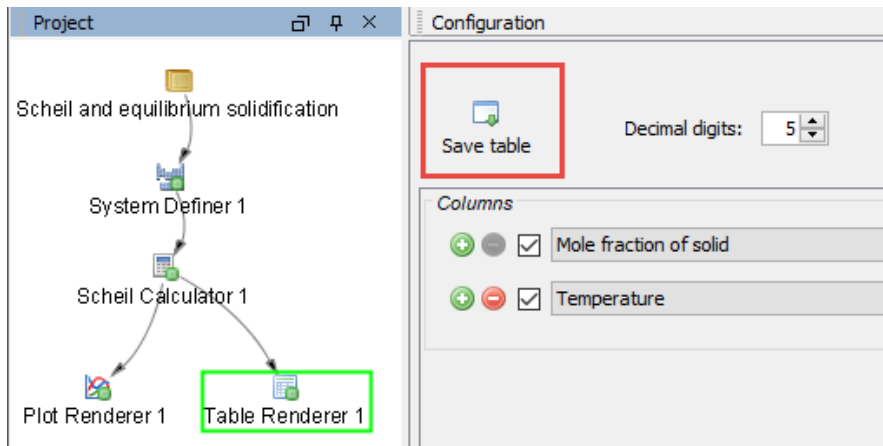 Project
Scheil and equilibrium solidification
System Definer 1
Scheil Calculator 1
Plot Renderer 1
Table Renderer 1
Configuration
Save table
Decimal digits: 5
Columns
Mole fraction of solid
Temperature